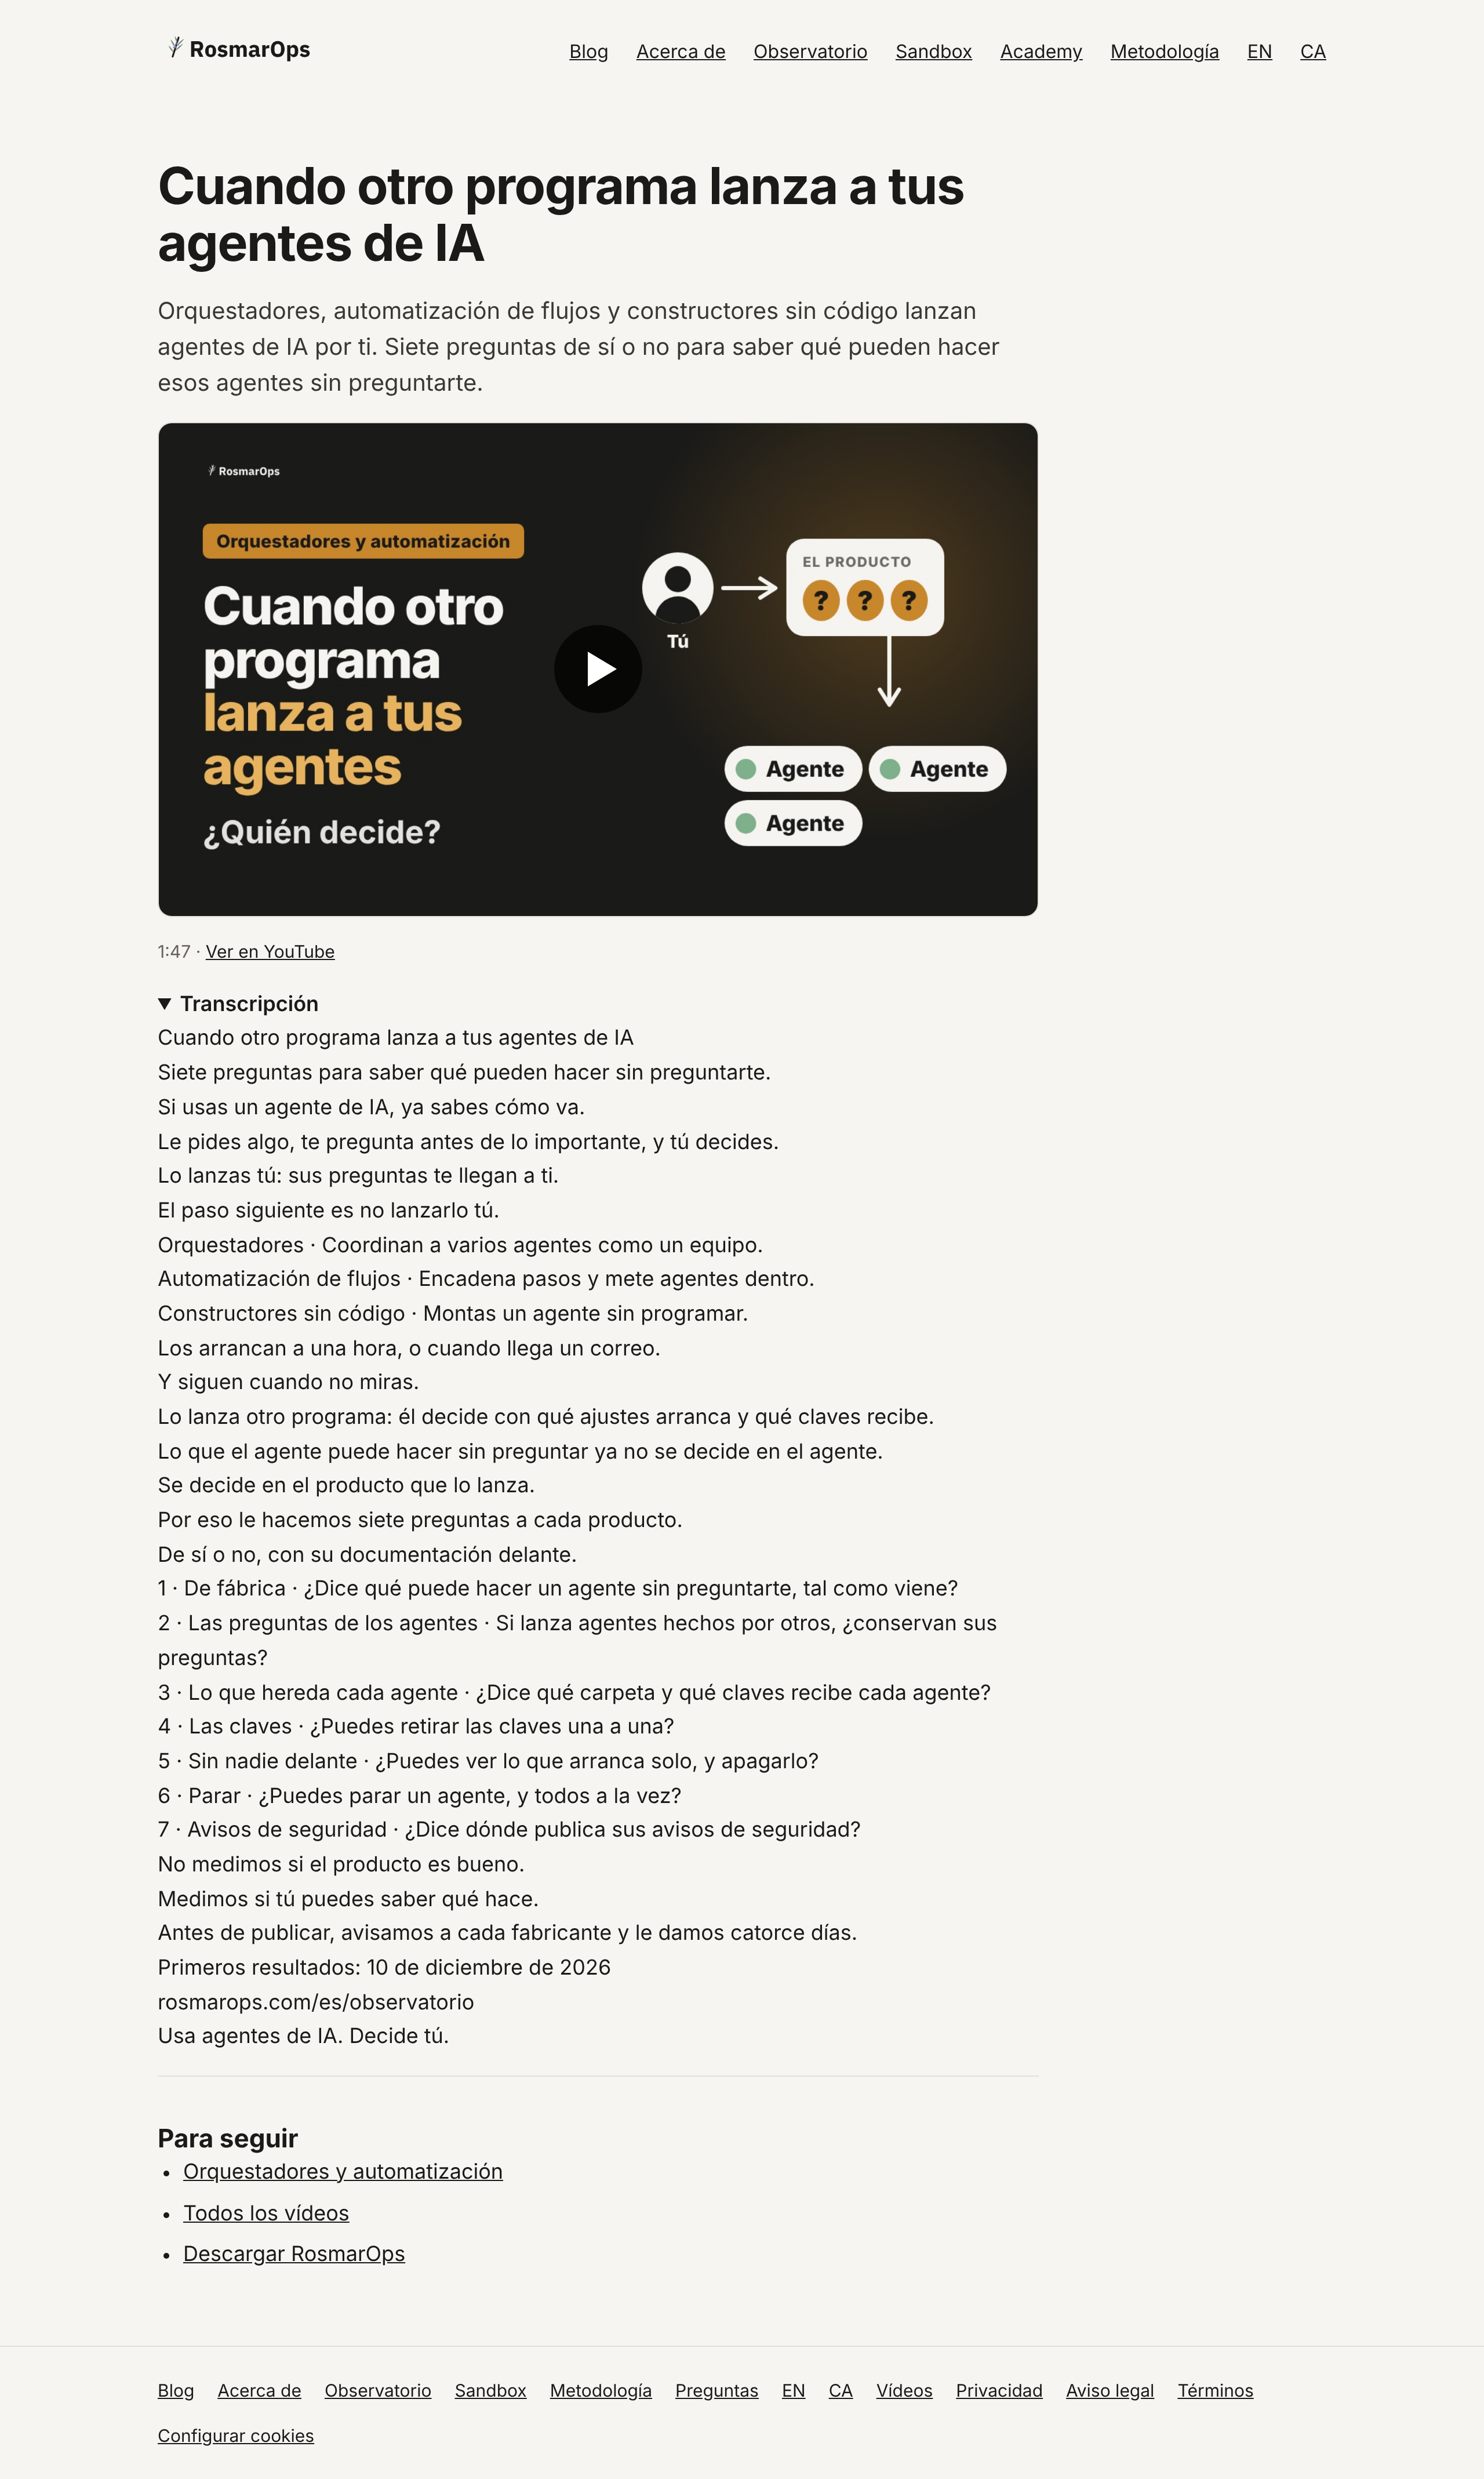 RosmarOps
Blog Acerca de Observatorio Sandbox Academy Metodología EN CA
Cuando otro programa lanza a tus
agentes de IA
Orquestadores, automatización de flujos y constructores sin código lanzan
agentes de IA por ti. Siete preguntas de sí o no para saber qué pueden hacer
esos agentes sin preguntarte.
RosmarOps
Orquestadores y automatización
Cuando otro
programa
lanza a tus
agentes
¿Quién decide?
Tú
EL PRODUCTO
? ? ?
Agente Agente
Agente
1:47 · Ver en YouTube
Transcripción
Cuando otro programa lanza a tus agentes de IA
Siete preguntas para saber qué pueden hacer sin preguntarte.
Si usas un agente de IA, ya sabes cómo va.
Le pides algo, te pregunta antes de lo importante, y tú decides.
Lo lanzas tú: sus preguntas te llegan a ti.
El paso siguiente es no lanzarlo tú.
Orquestadores · Coordinan a varios agentes como un equipo.
Automatización de flujos · Encadena pasos y mete agentes dentro.
Constructores sin código · Montas un agente sin programar.
Los arrancan a una hora, o cuando llega un correo.
Y siguen cuando no miras.
Lo lanza otro programa: él decide con qué ajustes arranca y qué claves recibe.
Lo que el agente puede hacer sin preguntar ya no se decide en el agente.
Se decide en el producto que lo lanza.
Por eso le hacemos siete preguntas a cada producto.
De sí o no, con su documentación delante.
1 · De fábrica · ¿Dice qué puede hacer un agente sin preguntarte, tal como viene?
2 · Las preguntas de los agentes · Si lanza agentes hechos por otros, ¿conservan sus
preguntas?
3 · Lo que hereda cada agente · ¿Dice qué carpeta y qué claves recibe cada agente?
4 · Las claves · ¿Puedes retirar las claves una a una?
5 · Sin nadie delante · ¿Puedes ver lo que arranca solo, y apagarlo?
6 · Parar · ¿Puedes parar un agente, y todos a la vez?
7 · Avisos de seguridad · ¿Dice dónde publica sus avisos de seguridad?
No medimos si el producto es bueno.
Medimos si tú puedes saber qué hace.
Antes de publicar, avisamos a cada fabricante y le damos catorce días.
Primeros resultados: 10 de diciembre de 2026
rosmarops.com/es/observatorio
Usa agentes de IA. Decide tú.
Para seguir
Orquestadores y automatización
Todos los vídeos
Descargar RosmarOps
Blog Acerca de Observatorio Sandbox Metodología Preguntas EN CA Vídeos Privacidad Aviso legal Términos
Configurar cookies